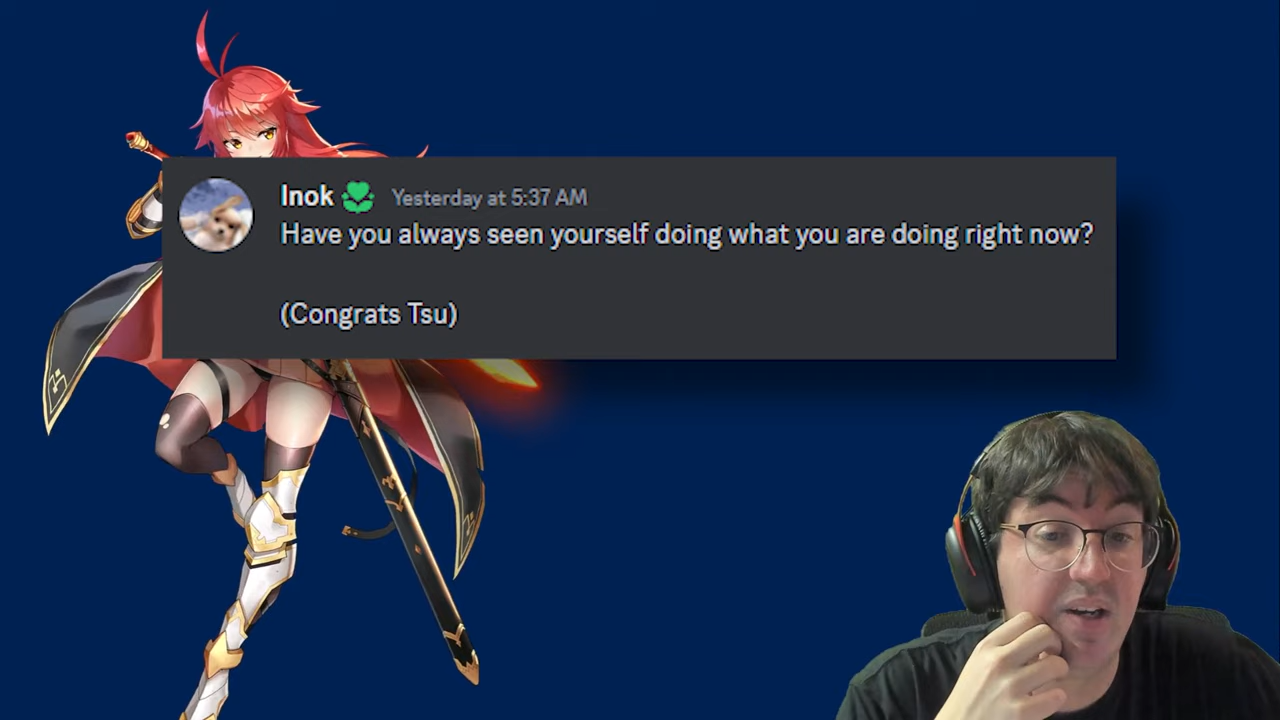 Inok Yesterday at 5:37 AM
Have you always seen yourself doing what you are doing right now?
(Congrats Tsu)